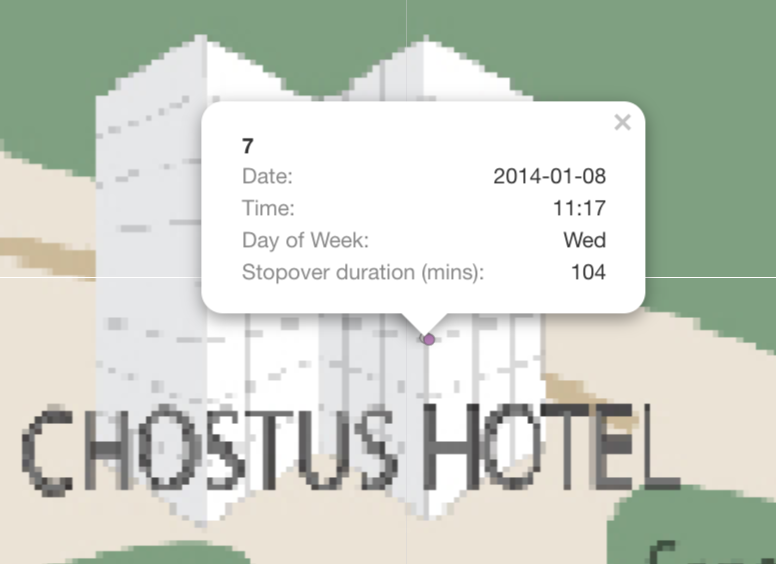 7
Date: 2014-01-08
Time: 11:17
Day of Week: Wed
Stopover duration (mins): 104
CHOSTUS HOTEL